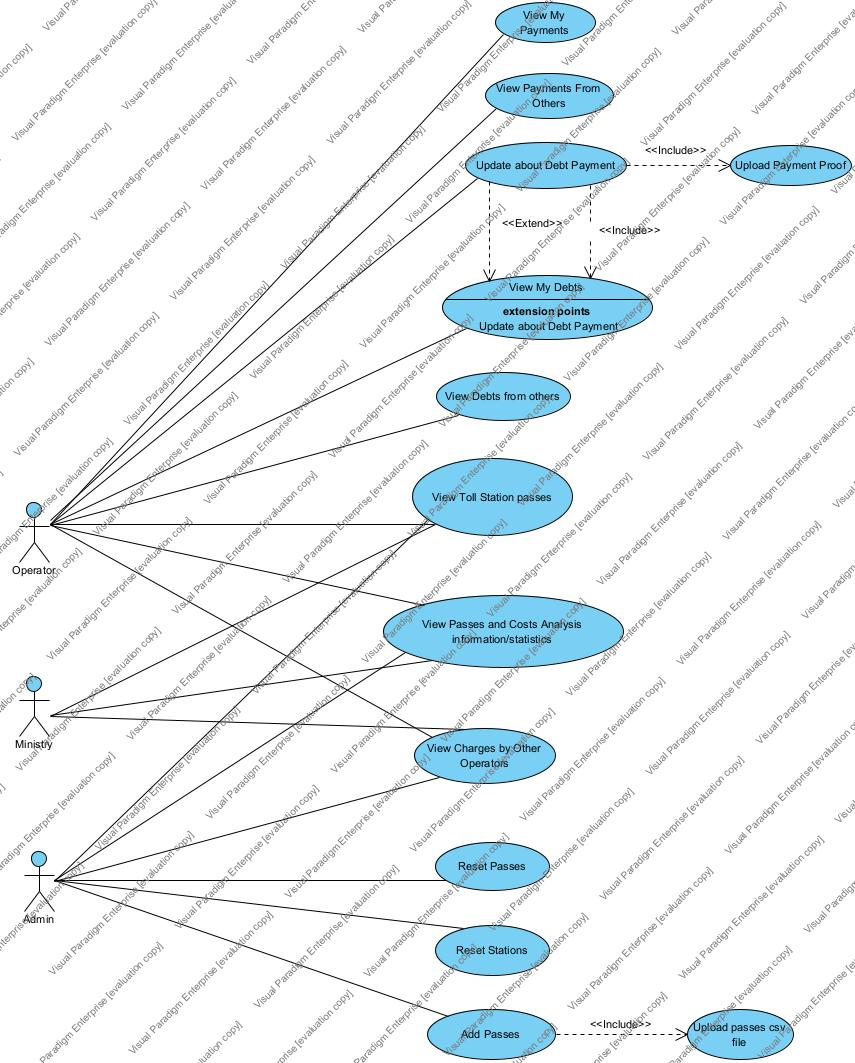 View My
Payments
View Payments From
Others
Update about Debt Payment
<<Include>>
Upload Payment Proof
<<Extend>>
<<Include>>
View My Debts
extension points
Update about Debt Payment
View Debts from others
View Toll Station passes
Operator
View Passes and Costs Analysis
information/statistics
Ministry
View Charges by Other
Operators
Reset Passes
Admin
Reset Stations
Add Passes
<<Include>>
Upload passes csv
file
Visual Paradigm Enterprise [evaluation copy]